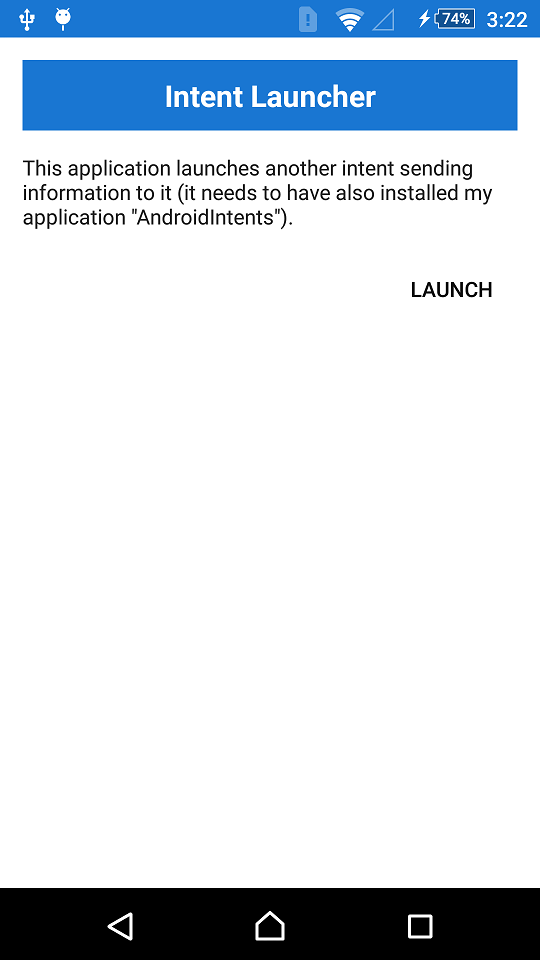 74% 3:22
Intent Launcher
This application launches another intent sending
information to it (it needs to have also installed my
application "AndroidIntents").
LAUNCH